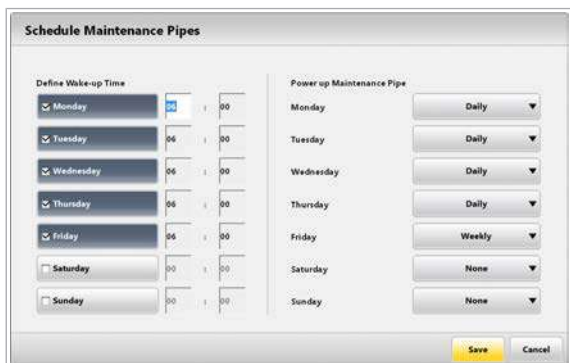 Schedule Maintenance Pipes
Define Wake-up Time
Power up Maintenance Pipe
Monday 06 : 00
Monday Daily
Tuesday 06 : 00
Tuesday Daily
Wednesday 06 : 00
Wednesday Daily
Thursday 06 : 00
Thursday Daily
Friday 06 : 00
Friday Weekly
Saturday 00 : 00
Saturday None
Sunday 00 : 00
Sunday None
Save Cancel